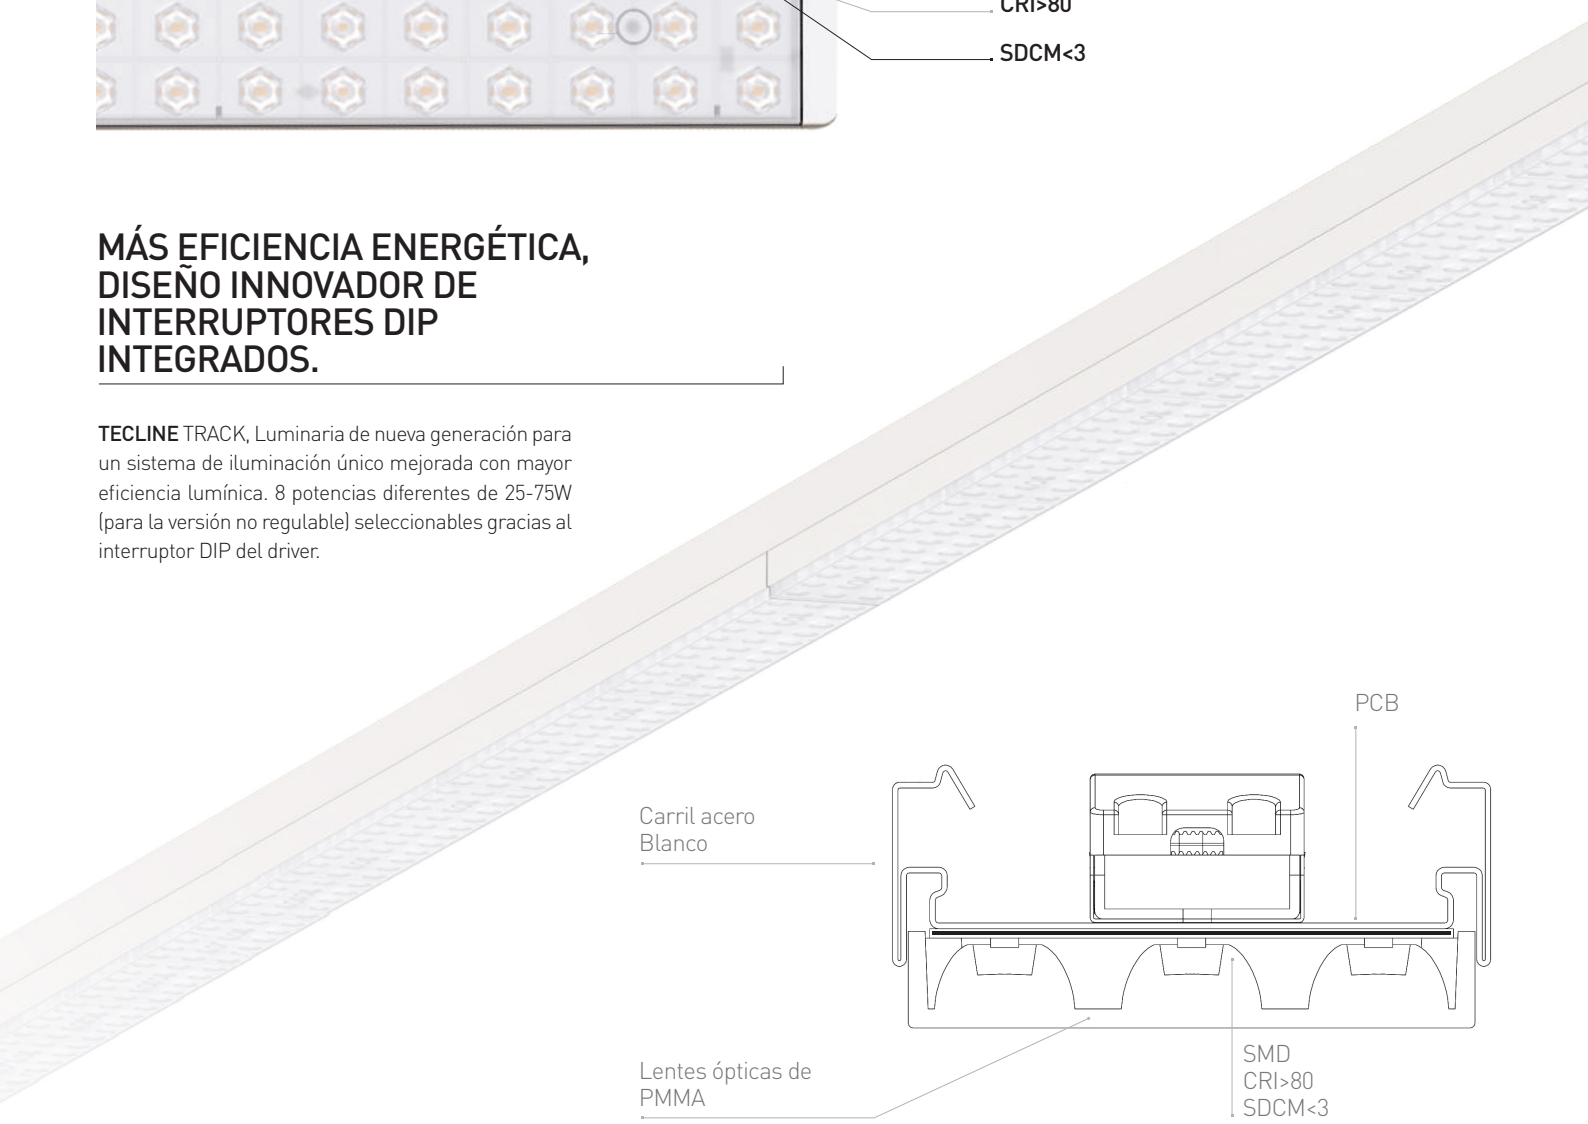 CRI>80
SDCM<3
MÁS EFICIENCIA ENERGÉTICA,
DISEÑO INNOVADOR DE
INTERRUPTORES DIP
INTEGRADOS.
TECLINE TRACK, Luminaria de nueva generación para
un sistema de iluminación único mejorada con mayor
eficiencia lumínica. 8 potencias diferentes de 25-75W
(para la versión no regulable) seleccionables gracias al
interruptor DIP del driver.
PCB
Carril acero
Blanco
Lentes ópticas de
PMMA
SMD
CRI>80
SDCM<3